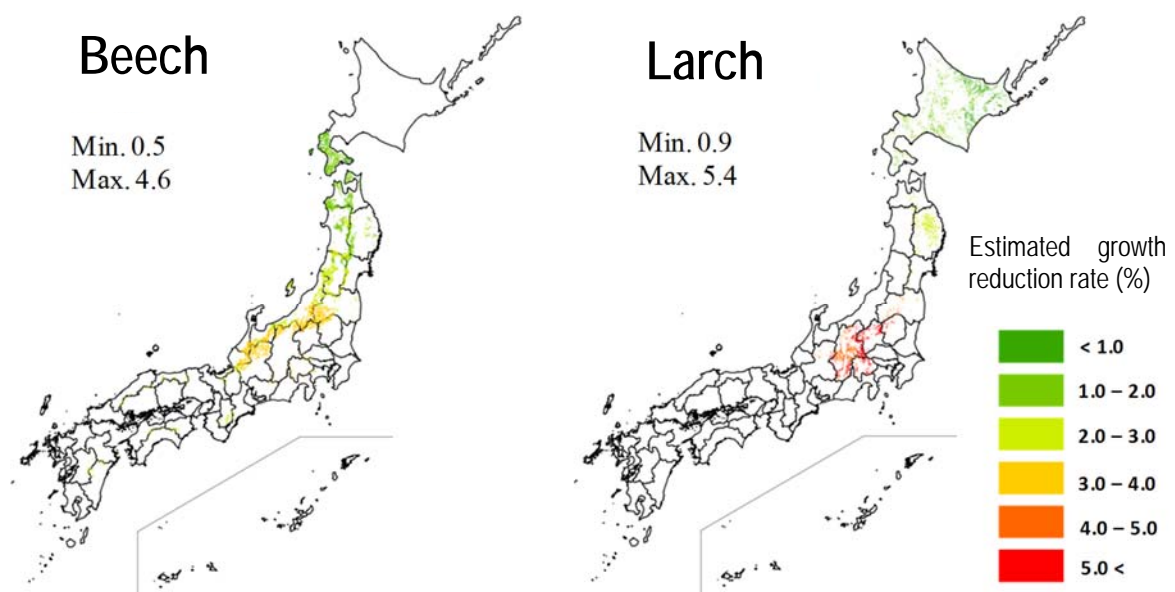 Beech
Min. 0.5
Max. 4.6
Larch
Min. 0.9
Max. 5.4
Estimated growth
reduction rate (%)
< 1.0
1.0 – 2.0
2.0 – 3.0
3.0 – 4.0
4.0 – 5.0
5.0 <